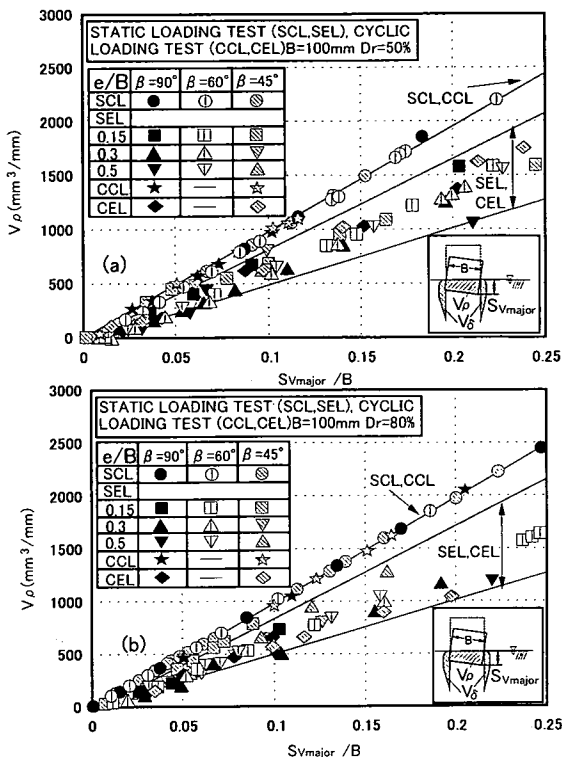 STATIC LOADING TEST (SCL,SEL), CYCLIC
LOADING TEST (CCL,CEL)B=100mm Dr=50%
e/B β=90° β=60° β=45°
SCL
SEL
0.15
0.3
0.5
CCL — 
CEL — 
SCL,CCL
SEL,
CEL
(a)
B
Vρ
Vδ
SVmajor
Vρ(mm³/mm)
3000
2500
2000
1500
1000
500
0
0 0.05 0.1 0.15 0.2 0.25
SVmajor /B
STATIC LOADING TEST (SCL,SEL), CYCLIC
LOADING TEST (CCL,CEL)B=100mm Dr=80%
e/B β=90° β=60° β=45°
SCL
SEL
0.15
0.3
0.5
CCL —
CEL —
SCL,CCL
SEL,CEL
(b)
B
Vρ
Vδ
SVmajor
Vρ(mm³/mm)
3000
2500
2000
1500
1000
500
0
0 0.05 0.1 0.15 0.2 0.25
SVmajor /B